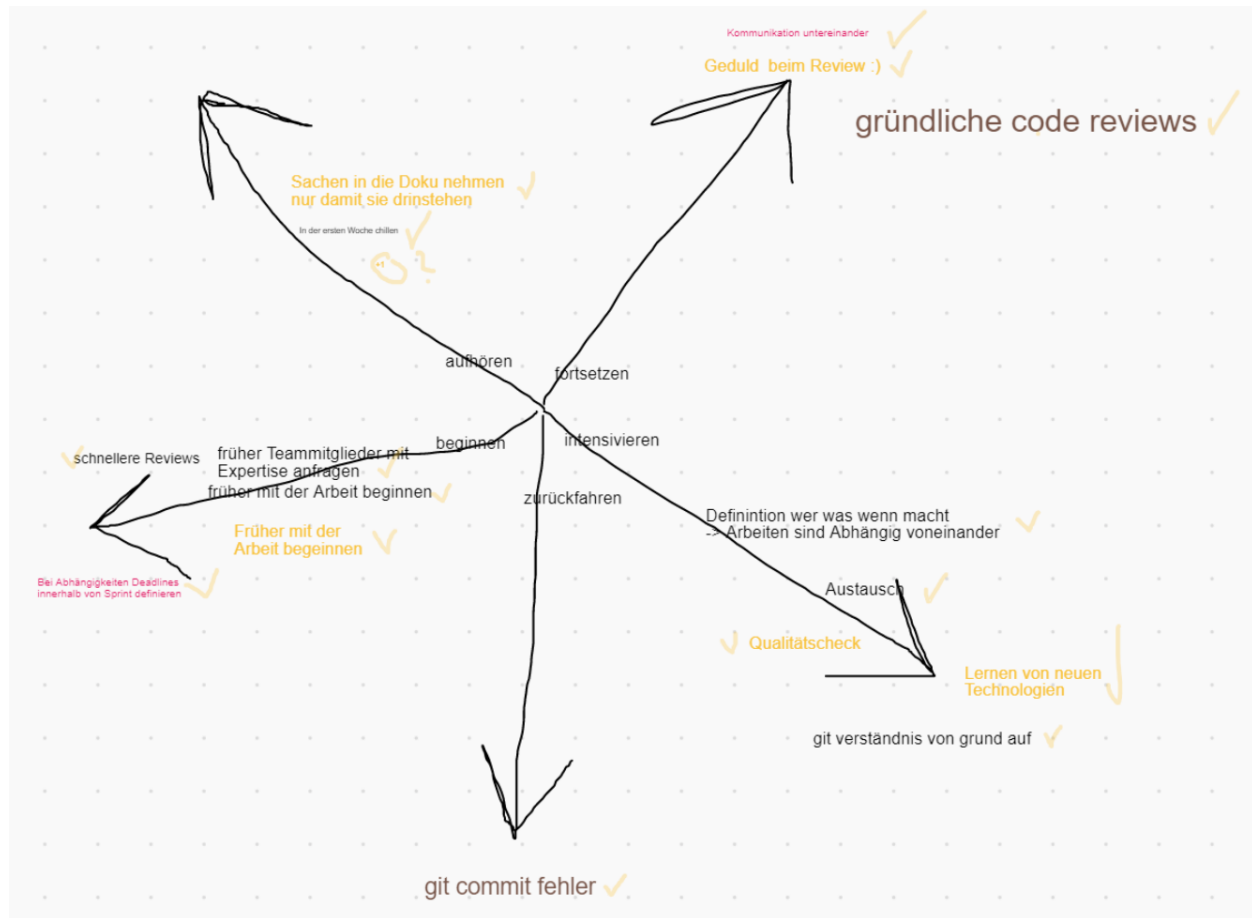 Kommunikation untereinander
Geduld beim Review :)
gründliche code reviews
Sachen in die Doku nehmen
nur damit sie drinstehen
In der ersten Woche chillen
+1
?
aufhören
fortsetzen
beginnen
intensivieren
zurückfahren
schnellere Reviews
früher Teammitglieder mit
Expertise anfragen
früher mit der Arbeit beginnen
Früher mit der
Arbeit begeinnen
Bei Abhängigkeiten Deadlines
innerhalb von Sprint definieren
Definintion wer was wenn macht
-> Arbeiten sind Abhängig voneinander
Austausch
Qualitätscheck
Lernen von neuen
Technologien
git verständnis von grund auf
git commit fehler